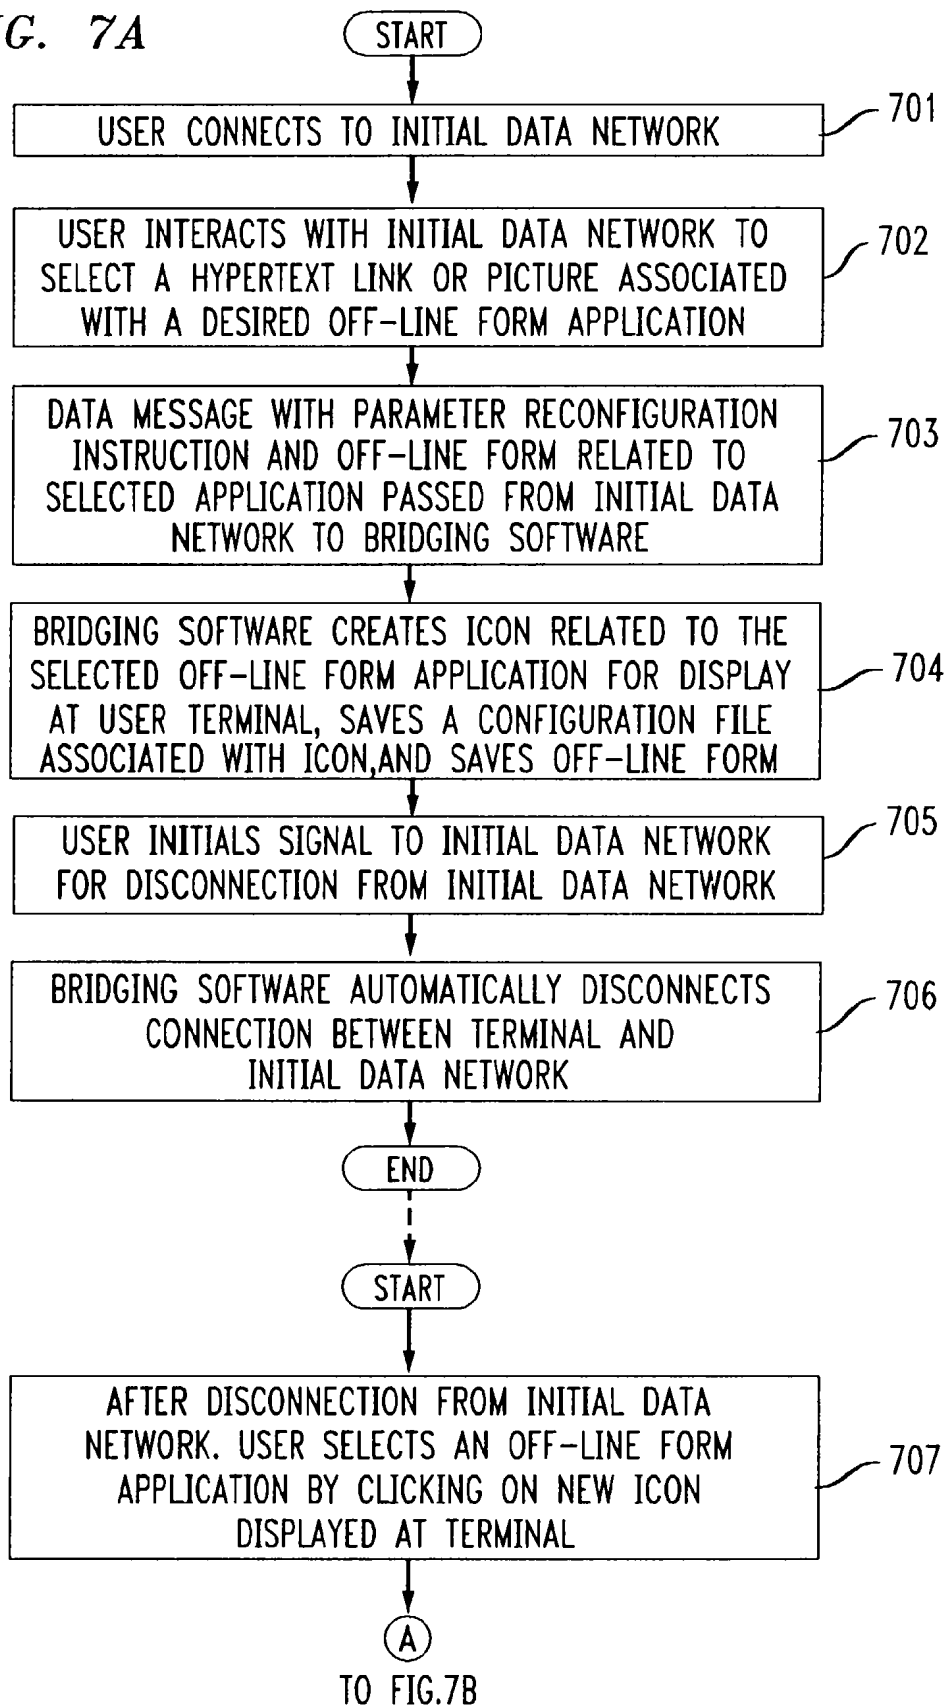 G. 7A
START
USER CONNECTS TO INITIAL DATA NETWORK
701
USER INTERACTS WITH INITIAL DATA NETWORK TO
SELECT A HYPERTEXT LINK OR PICTURE ASSOCIATED
WITH A DESIRED OFF-LINE FORM APPLICATION
702
DATA MESSAGE WITH PARAMETER RECONFIGURATION
INSTRUCTION AND OFF-LINE FORM RELATED TO
SELECTED APPLICATION PASSED FROM INITIAL DATA
NETWORK TO BRIDGING SOFTWARE
703
BRIDGING SOFTWARE CREATES ICON RELATED TO THE
SELECTED OFF-LINE FORM APPLICATION FOR DISPLAY
AT USER TERMINAL, SAVES A CONFIGURATION FILE
ASSOCIATED WITH ICON,AND SAVES OFF-LINE FORM
704
USER INITIALS SIGNAL TO INITIAL DATA NETWORK
FOR DISCONNECTION FROM INITIAL DATA NETWORK
705
BRIDGING SOFTWARE AUTOMATICALLY DISCONNECTS
CONNECTION BETWEEN TERMINAL AND
INITIAL DATA NETWORK
706
END
START
AFTER DISCONNECTION FROM INITIAL DATA
NETWORK. USER SELECTS AN OFF-LINE FORM
APPLICATION BY CLICKING ON NEW ICON
DISPLAYED AT TERMINAL
707
A
TO FIG.7B